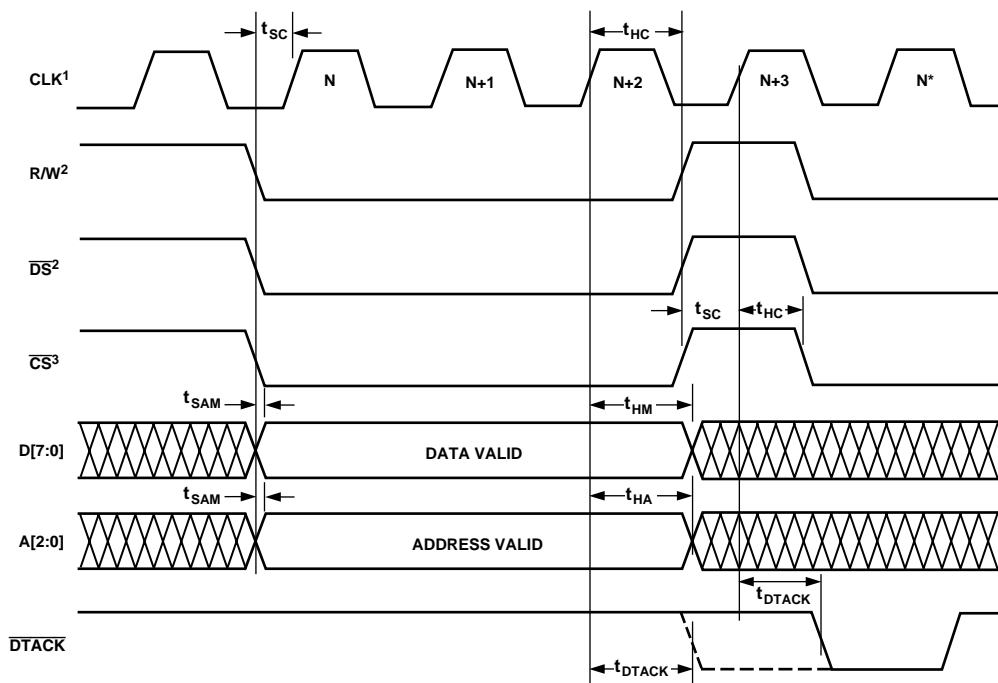 tSC
tHC
CLK1
N
N+1
N+2
N+3
N*
R/W2
DS2
tSC
tHC
CS3
tSAM
tHM
D[7:0]
DATA VALID
tSAM
tHA
A[2:0]
ADDRESS VALID
tDTACK
DTACK
tDTACK